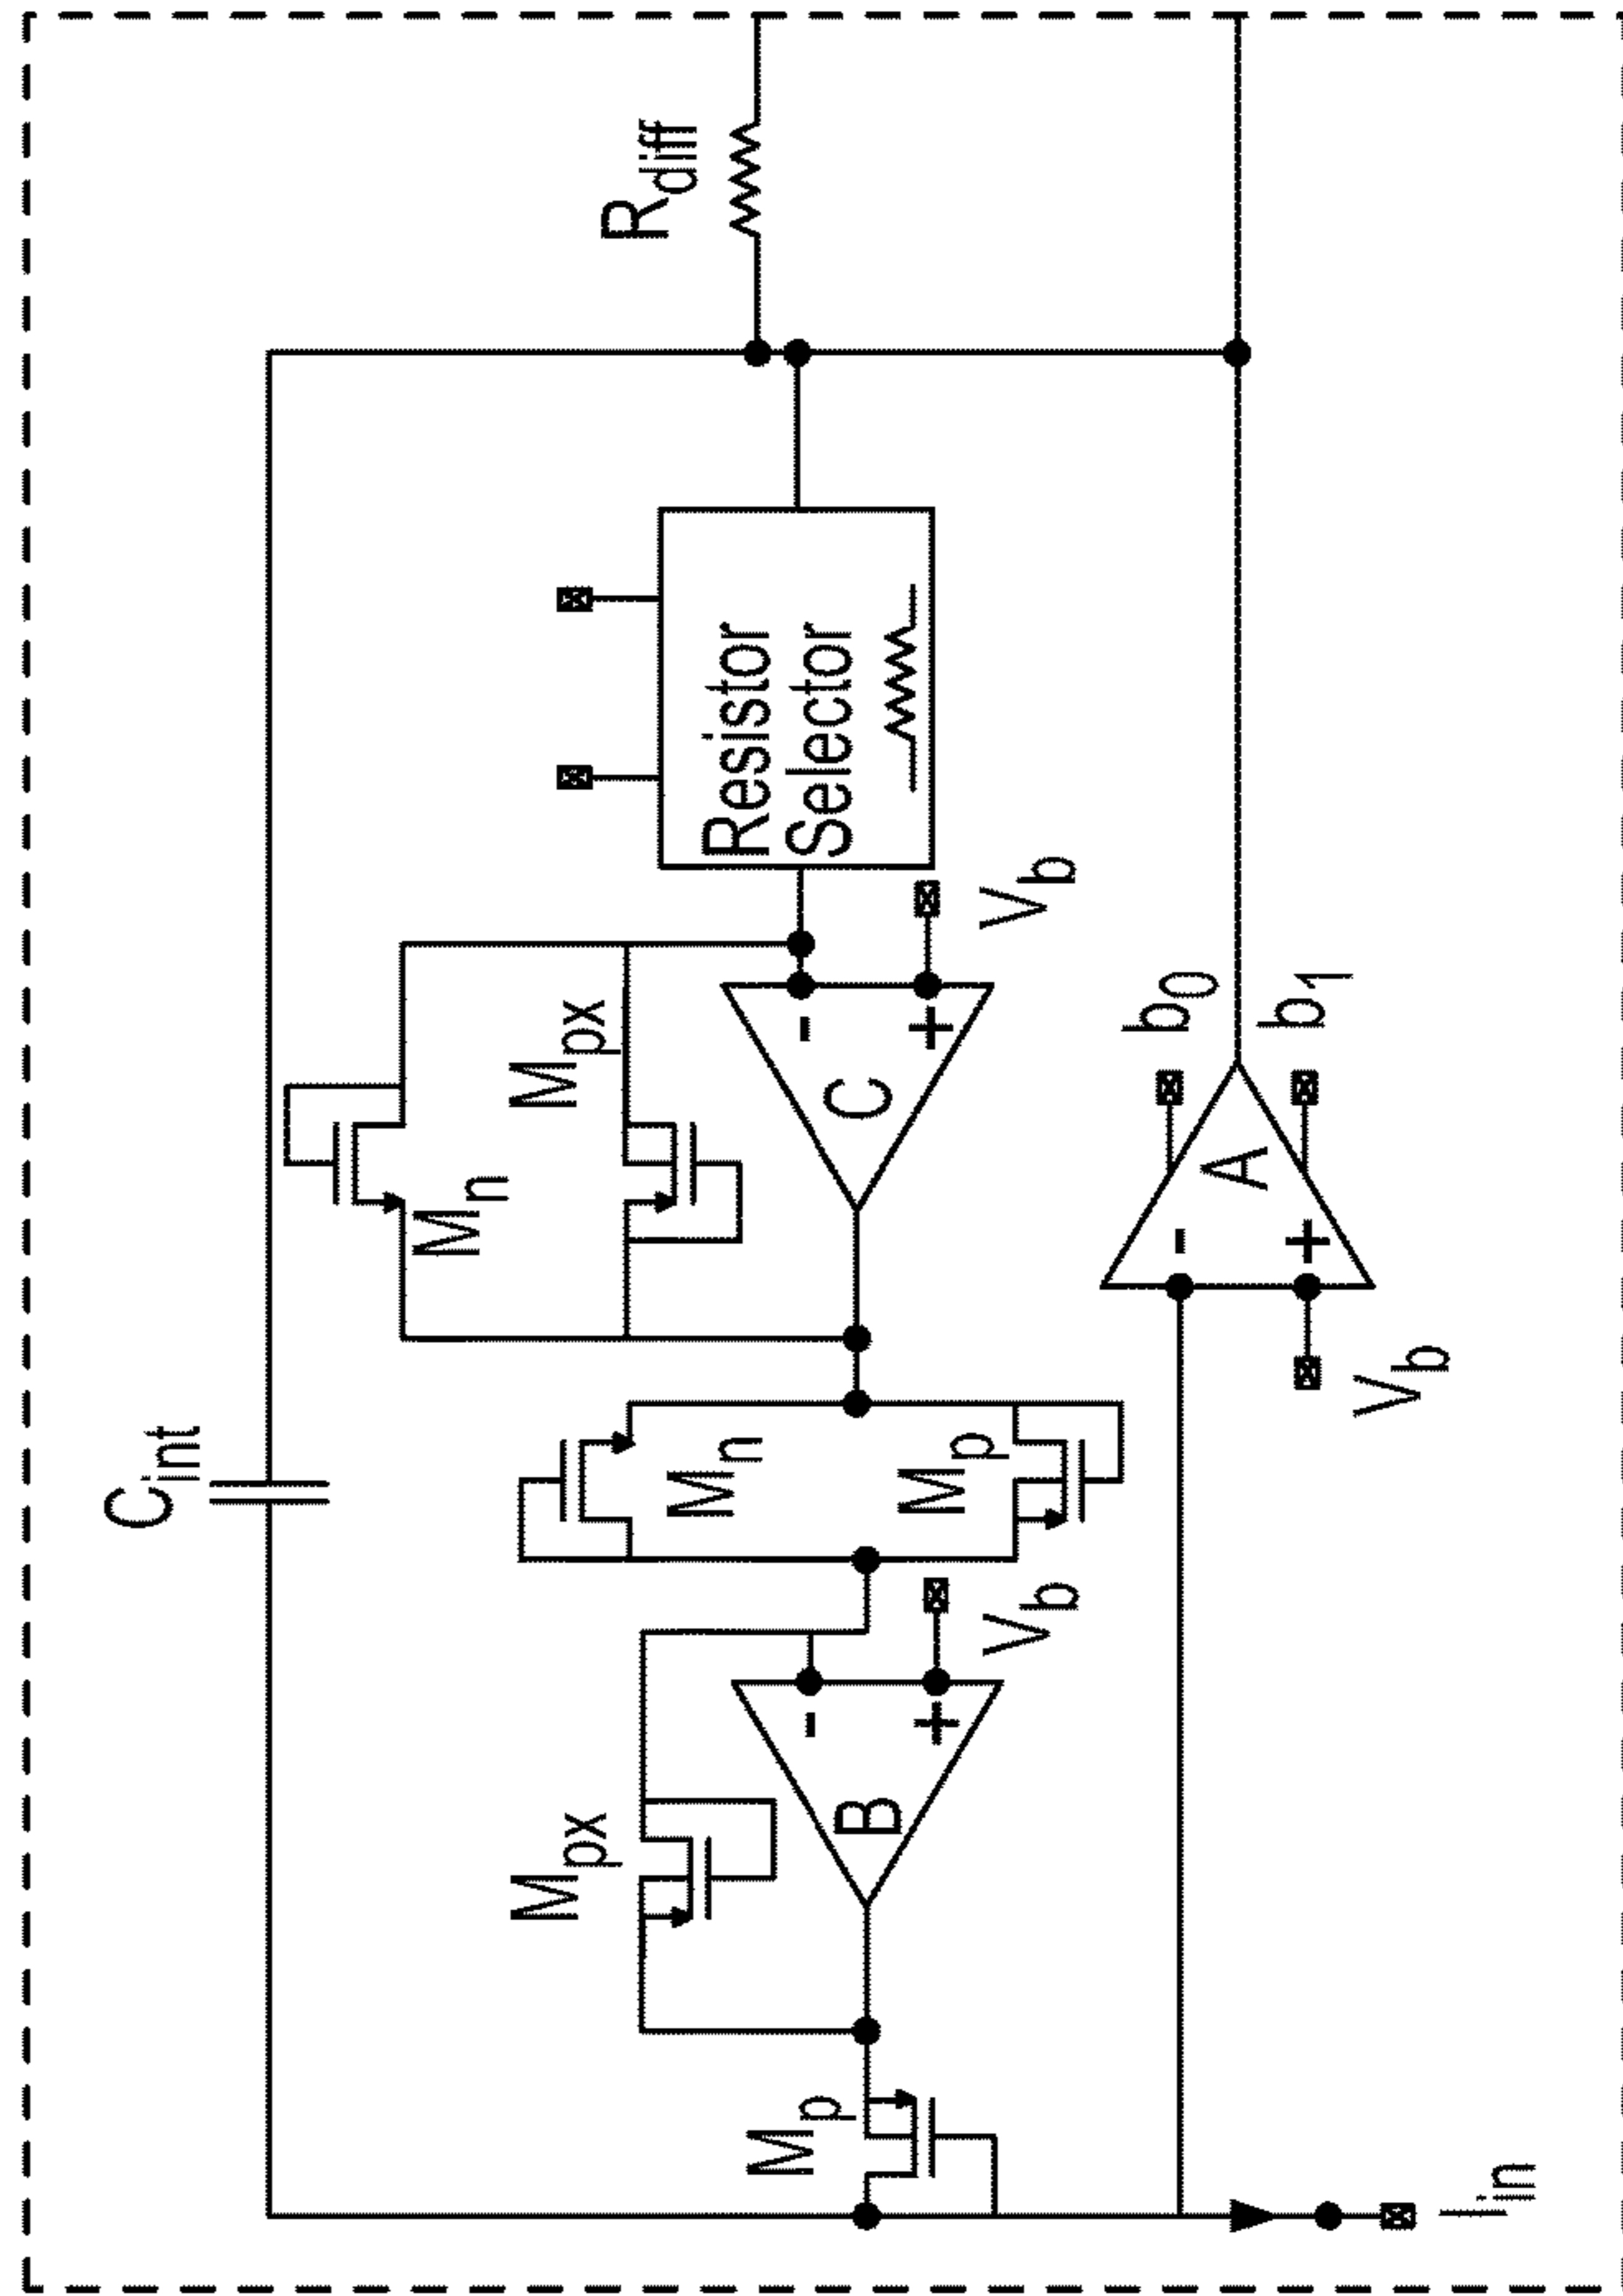 C_int
M_n
M_px
M_px
R_diff
M_n
Resistor
Selector
M_p
-
-
B
C
M_p
+
+
V_b
V_b
b_0
-
A
+
b_1
V_b
I_in